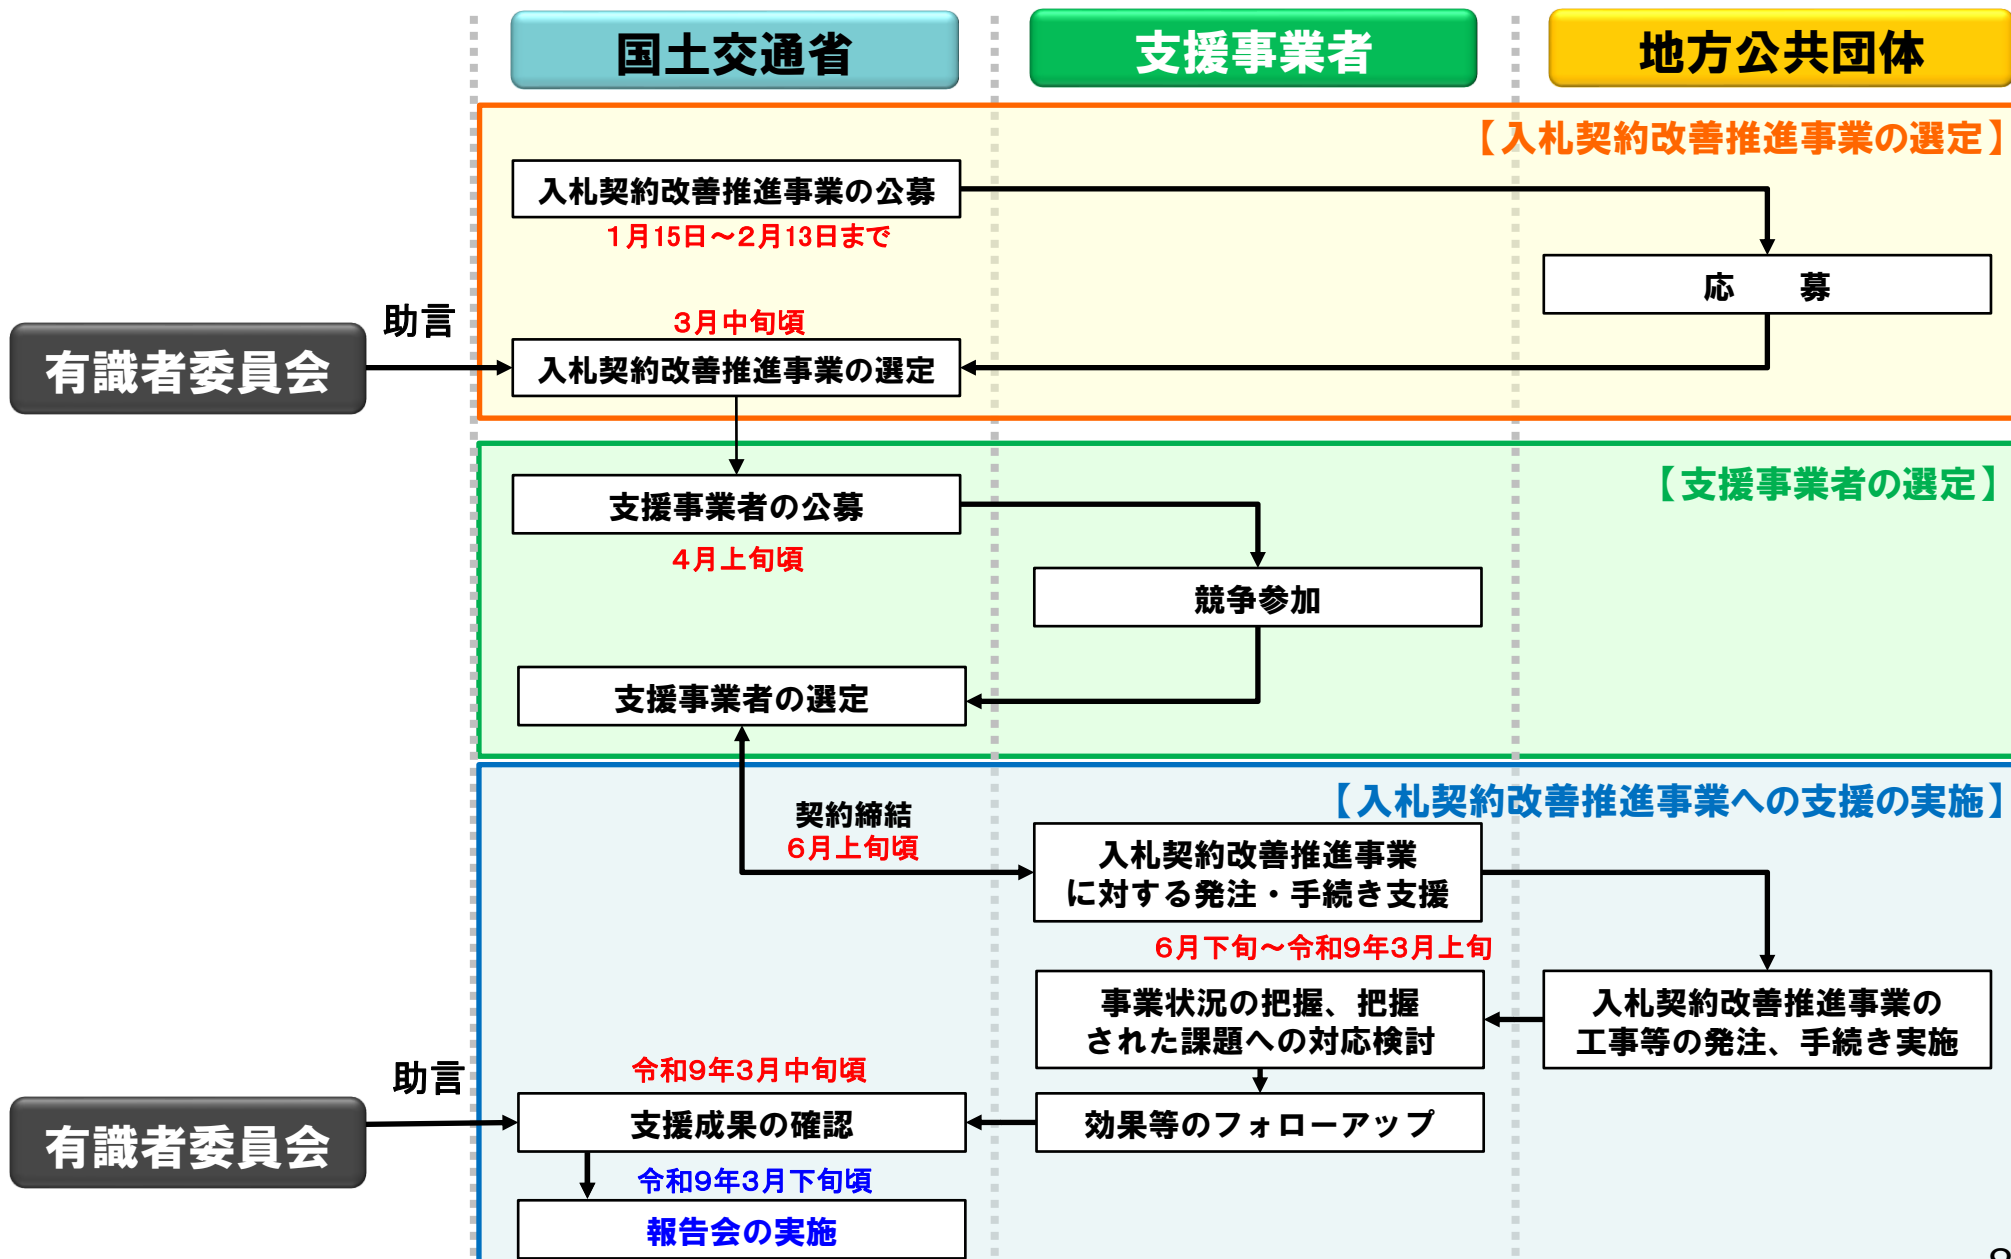 国土交通省
支援事業者
地方公共団体
【入札契約改善推進事業の選定】
入札契約改善推進事業の公募
1月15日～2月13日まで
応　　募
助言
有識者委員会
3月中旬頃
入札契約改善推進事業の選定
【支援事業者の選定】
支援事業者の公募
4月上旬頃
競争参加
支援事業者の選定
【入札契約改善推進事業への支援の実施】
契約締結
6月上旬頃
入札契約改善推進事業
に対する発注・手続き支援
6月下旬～令和9年3月上旬
事業状況の把握、把握
された課題への対応検討
入札契約改善推進事業の
工事等の発注、手続き実施
助言
有識者委員会
令和9年3月中旬頃
支援成果の確認
効果等のフォローアップ
令和9年3月下旬頃
報告会の実施